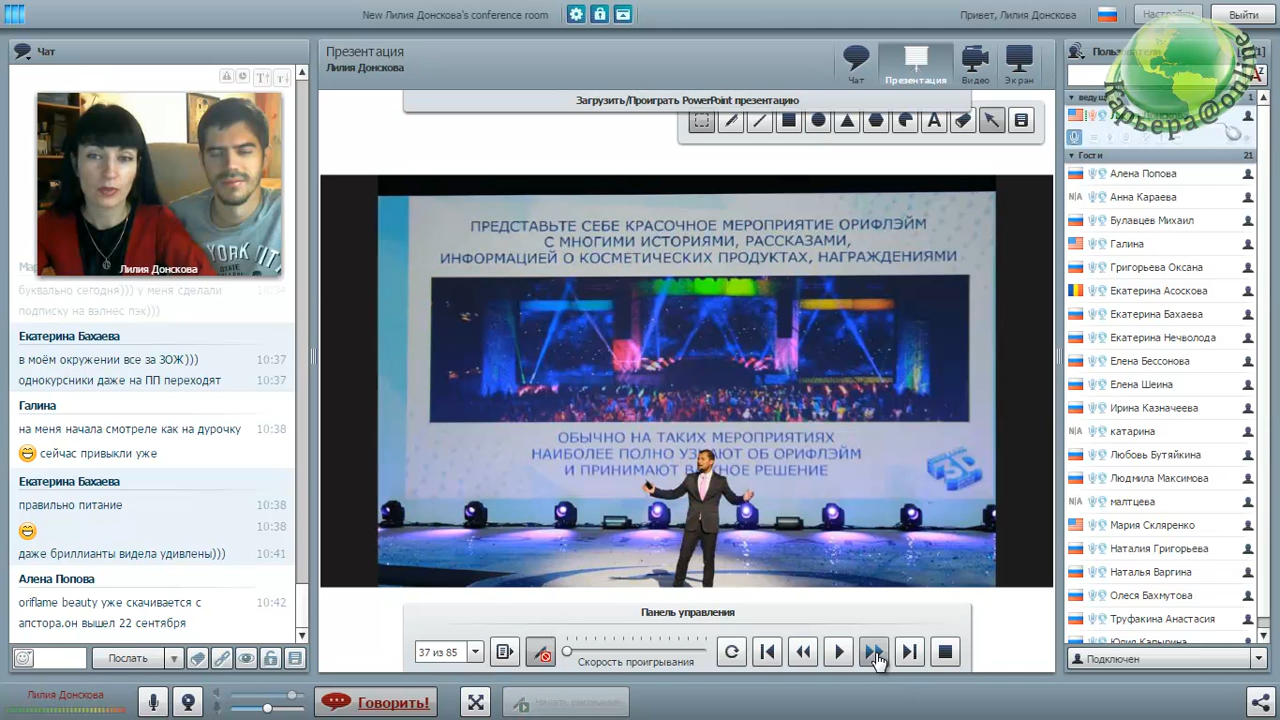 New Лилия Донскова's conference room
Привет, Лилия Донскова
Настройки
Выйти
Чат
Лилия Донскова
буквально сегодня))) у меня сделали
подписку на вэлнес пэк)))
10:34
Екатерина Бахаева
в моём окружении все за ЗОЖ)))
10:37
однокурсники даже на ПП переходят
10:37
Галина
на меня начала смотреле как на дурочку
10:38
сейчас привыкли уже
Екатерина Бахаева
правильно питание
10:38
10:38
даже бриллианты видела удивлены)))
10:41
Алена Попова
oriflame beauty уже скачивается с
10:42
апстора.он вышел 22 сентября
Послать
Презентация
Лилия Донскова
Чат
Презентация
Видео
Экран
Загрузить/Проиграть PowerPoint презентацию
ПРЕДСТАВЬТЕ СЕБЕ КРАСОЧНОЕ МЕРОПРИЯТИЕ ОРИФЛЭЙМ
С МНОГИМИ ИСТОРИЯМИ, РАССКАЗАМИ,
ИНФОРМАЦИЕЙ О КОСМЕТИЧЕСКИХ ПРОДУКТАХ, НАГРАЖДЕНИЯМИ
ОБЫЧНО НА ТАКИХ МЕРОПРИЯТИЯХ
НАИБОЛЕЕ ПОЛНО ОБ ОРИФЛЭЙМ
И ПРИНИМАЮТ РЕШЕНИЕ
Панель управления
37 из 85
Скорость проигрывания
карьера@online
Гости
21
Алена Попова
N/A Анна Караева
Булавцев Михаил
Галина
Григорьева Оксана
Екатерина Асоскова
Екатерина Бахаева
Екатерина Нечволода
Елена Бессонова
Елена Шеина
Ирина Казначеева
N/A катарина
Любовь Бутяйкина
Людмила Максимова
N/A малтцева
Мария Скляренко
Наталия Григорьева
Наталья Варгина
Олеся Вахмутова
Труфакина Анастасия
Подключен
Лилия Донскова
Говорить!